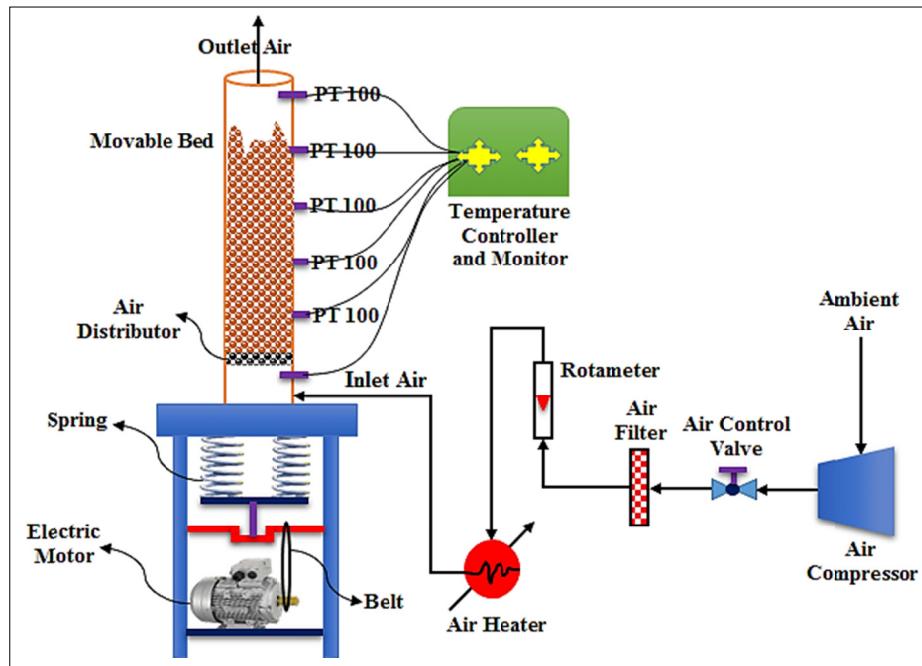 Outlet Air
PT 100
Movable Bed
PT 100
PT 100
Temperature
Controller
and Monitor
PT 100
Air
Distributor
PT 100
Ambient
Air
Inlet Air
Rotameter
Air
Filter
Air Control
Valve
Spring
Electric
Motor
Belt
Air Heater
Air
Compressor